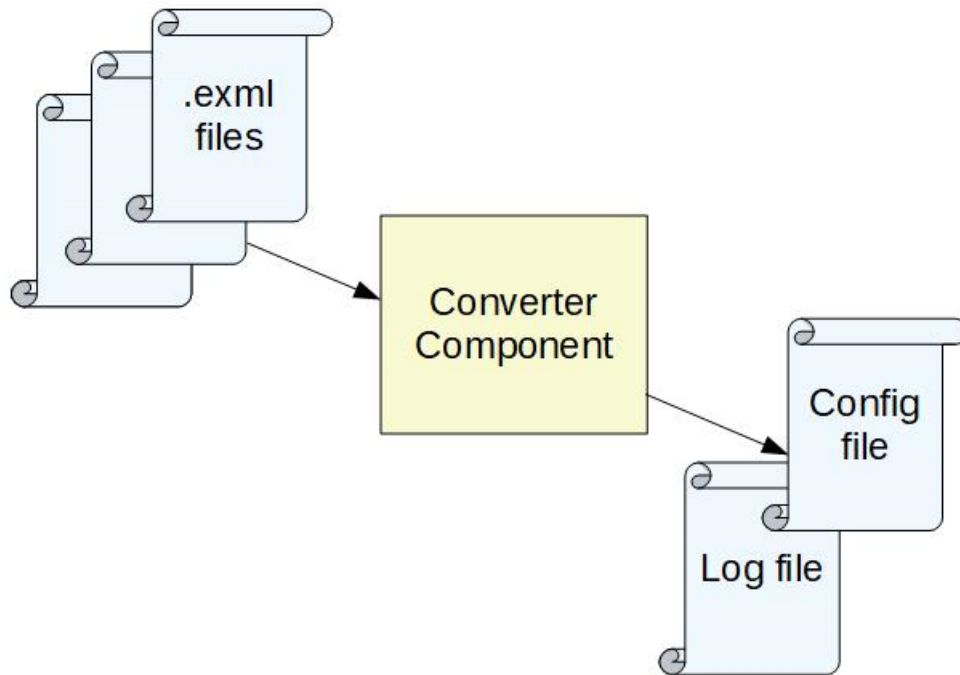 .exml
files
Converter
Component
Config
file
Log file